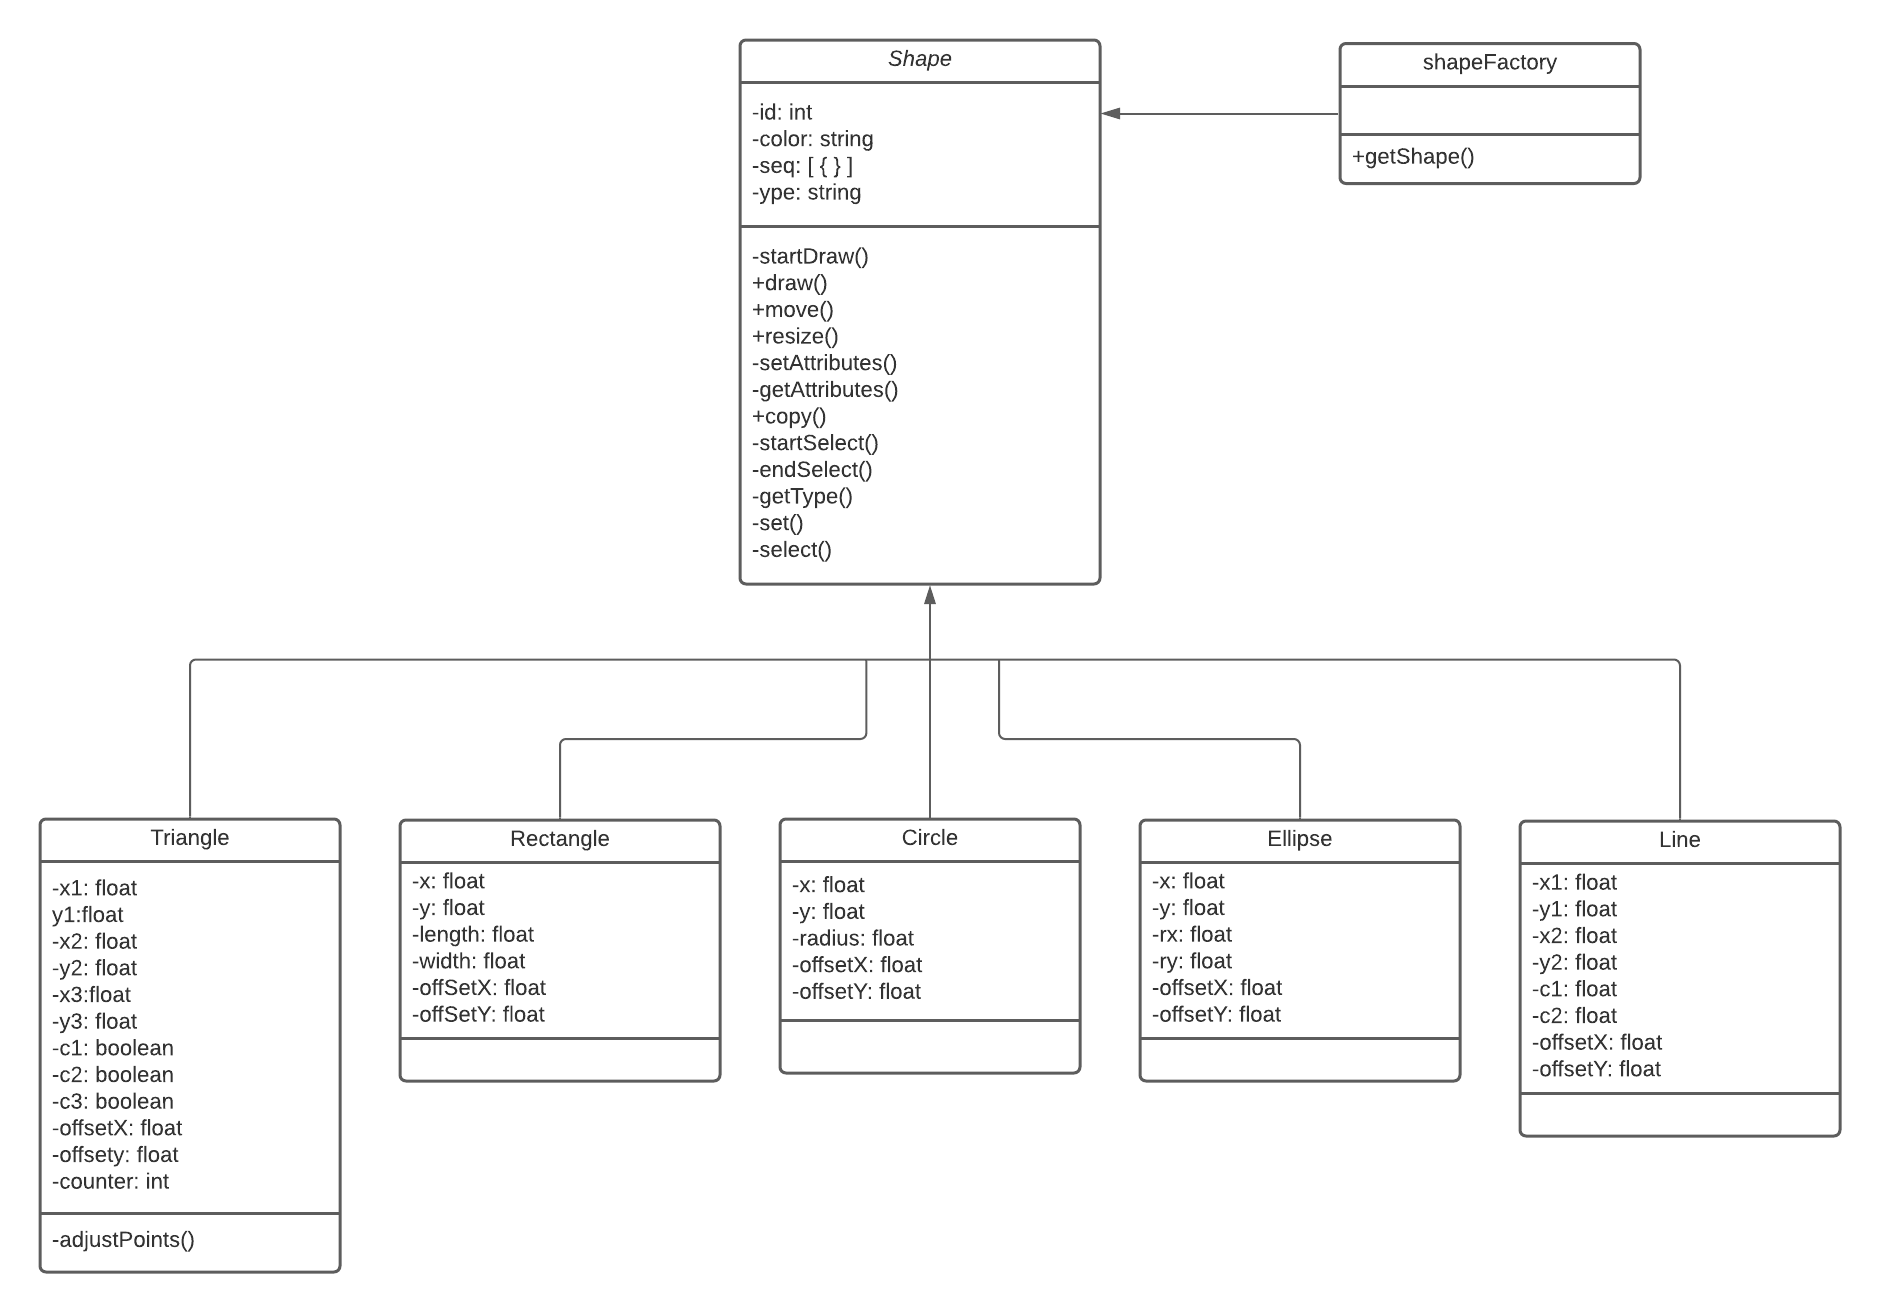 Shape
-id: int
-color: string
-seq: [ { } ]
-ype: string
-startDraw()
+draw()
+move()
+resize()
-setAttributes()
-getAttributes()
+copy()
-startSelect()
-endSelect()
-getType()
-set()
-select()
shapeFactory
+getShape()
Triangle
-x1: float
y1:float
-x2: float
-y2: float
-x3:float
-y3: float
-c1: boolean
-c2: boolean
-c3: boolean
-offsetX: float
-offsety: float
-counter: int
-adjustPoints()
Rectangle
-x: float
-y: float
-length: float
-width: float
-offSetX: float
-offSetY: float
Circle
-x: float
-y: float
-radius: float
-offsetX: float
-offsetY: float
Ellipse
-x: float
-y: float
-rx: float
-ry: float
-offsetX: float
-offsetY: float
Line
-x1: float
-y1: float
-x2: float
-y2: float
-c1: float
-c2: float
-offsetX: float
-offsetY: float